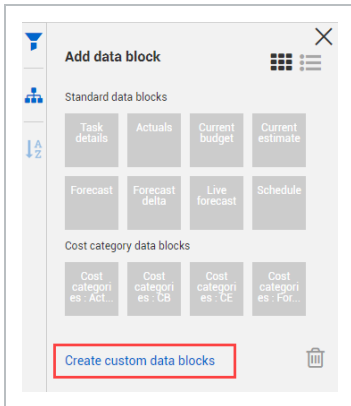 Add data block
Standard data blocks
Task
details
Actuals
Current
budget
Current
estimate
A
Z
Forecast
Forecast
delta
Live
forecast
Schedule
Cost category data blocks
Cost
categori
es : Act...
Cost
categori
es : CB
Cost
categori
es : CE
Cost
categori
es : For...
Create custom data blocks